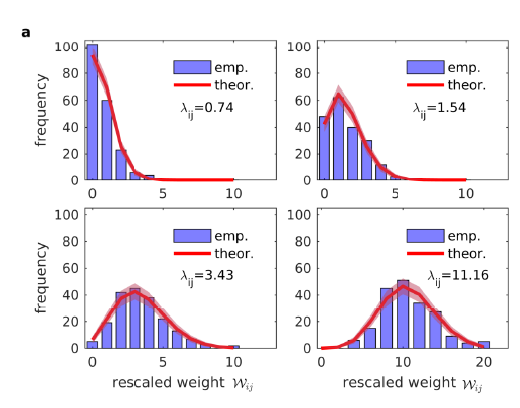 a
100
80
60
40
20
0
frequency
emp.
theor.
λij=0.74
0 5 10
100
80
60
40
20
0
emp.
theor.
λij=1.54
0 5 10
100
80
60
40
20
0
frequency
emp.
theor.
λij=3.43
0 5 10
rescaled weight 𝒲ij
100
80
60
40
20
0
emp.
theor.
λij=11.16
0 10 20
rescaled weight 𝒲ij